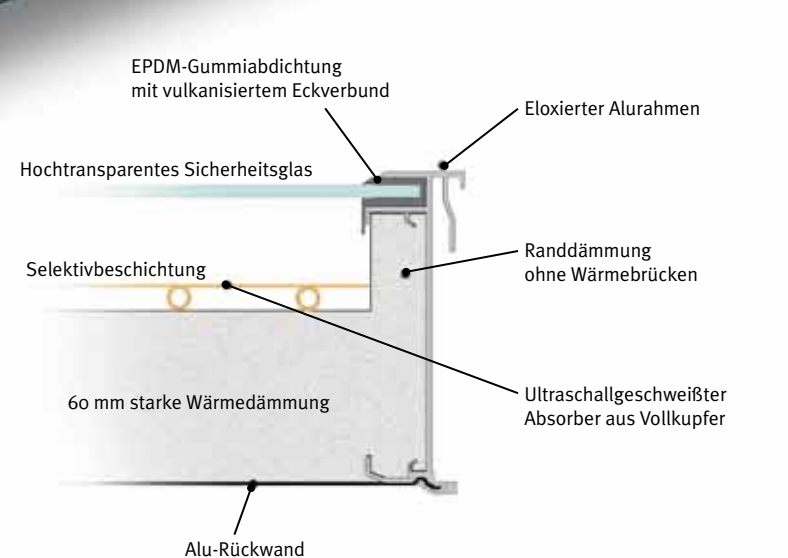 EPDM-Gummiabdichtung
mit vulkanisiertem Eckverbund
Eloxierter Alurahmen
Hochtransparentes Sicherheitsglas
Randdämmung
ohne Wärmebrücken
Selektivbeschichtung
Ultraschallgeschweißter
Absorber aus Vollkupfer
60 mm starke Wärmedämmung
Alu-Rückwand